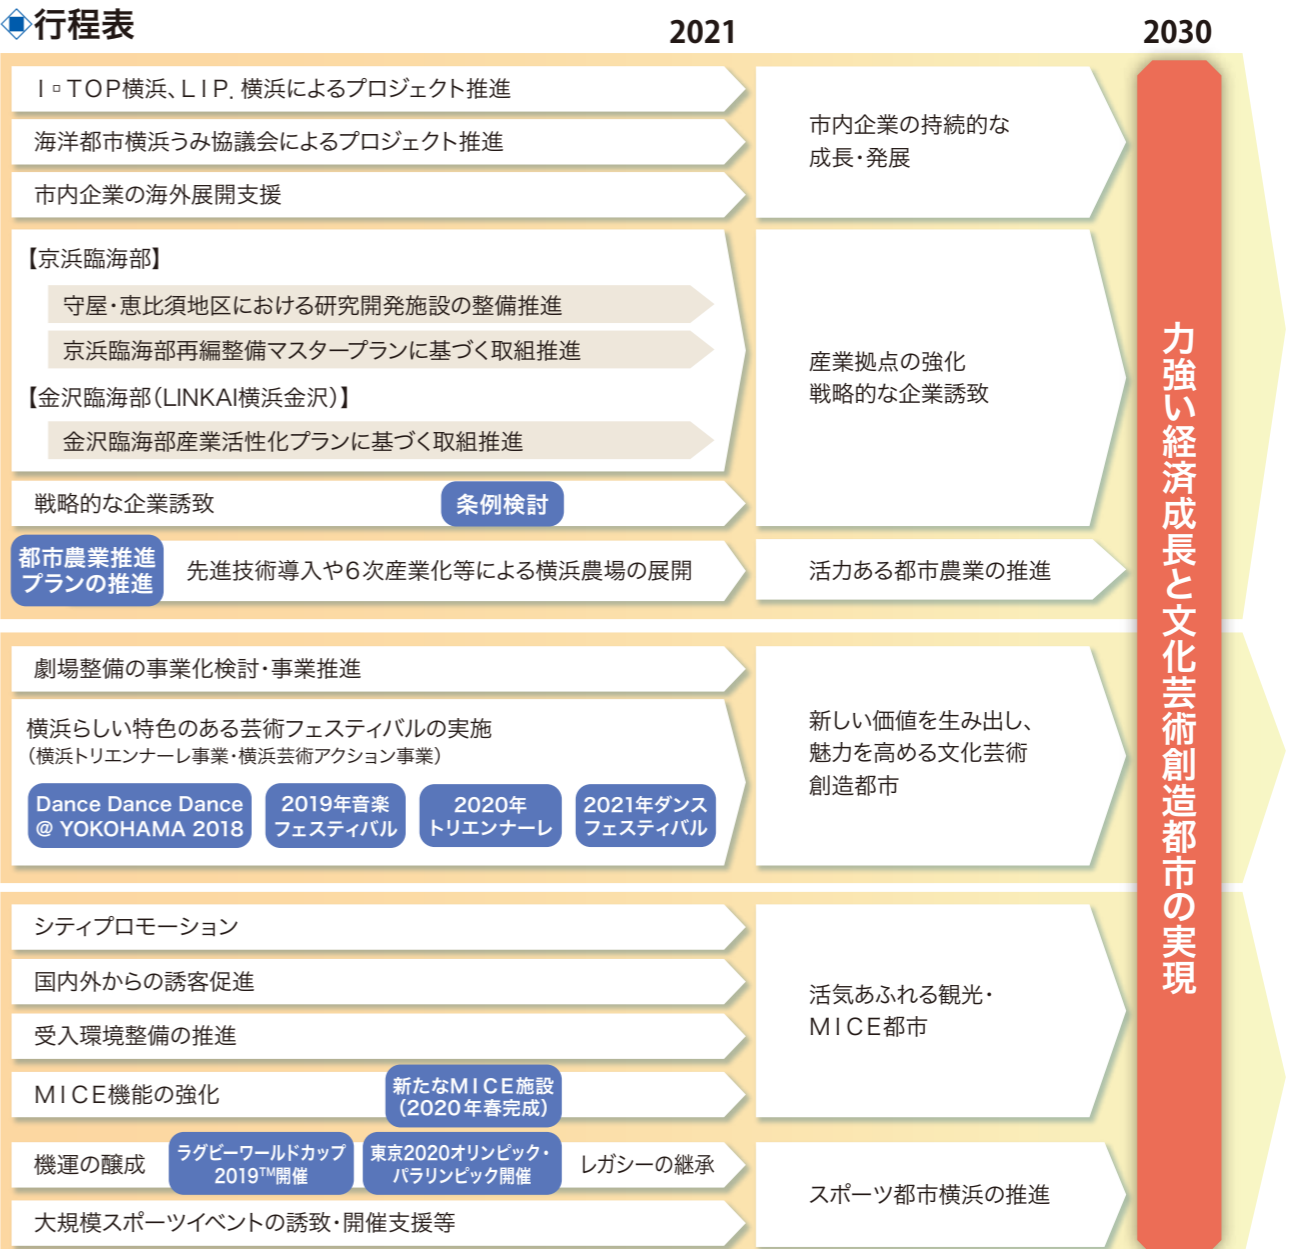 行程表
2021
2030
I▫TOP横浜、LIP.横浜によるプロジェクト推進
海洋都市横浜うみ協議会によるプロジェクト推進
市内企業の海外展開支援
市内企業の持続的な
成長・発展
【京浜臨海部】
守屋・恵比須地区における研究開発施設の整備推進
京浜臨海部再編整備マスタープランに基づく取組推進
【金沢臨海部(LINKAI横浜金沢)】
金沢臨海部産業活性化プランに基づく取組推進
戦略的な企業誘致
条例検討
産業拠点の強化
戦略的な企業誘致
都市農業推進
プランの推進
先進技術導入や6次産業化等による横浜農場の展開
活力ある都市農業の推進
劇場整備の事業化検討・事業推進
横浜らしい特色のある芸術フェスティバルの実施
(横浜トリエンナーレ事業・横浜芸術アクション事業)
Dance Dance Dance
@ YOKOHAMA 2018
2019年音楽
フェスティバル
2020年
トリエンナーレ
2021年ダンス
フェスティバル
新しい価値を生み出し、
魅力を高める文化芸術
創造都市
シティプロモーション
国内外からの誘客促進
受入環境整備の推進
MICE機能の強化
新たなMICE施設
(2020年春完成)
活気あふれる観光・
MICE都市
機運の醸成
ラグビーワールドカップ
2019™開催
東京2020オリンピック・
パラリンピック開催
レガシーの継承
大規模スポーツイベントの誘致・開催支援等
スポーツ都市横浜の推進
力強い経済成長と文化芸術創造都市の実現